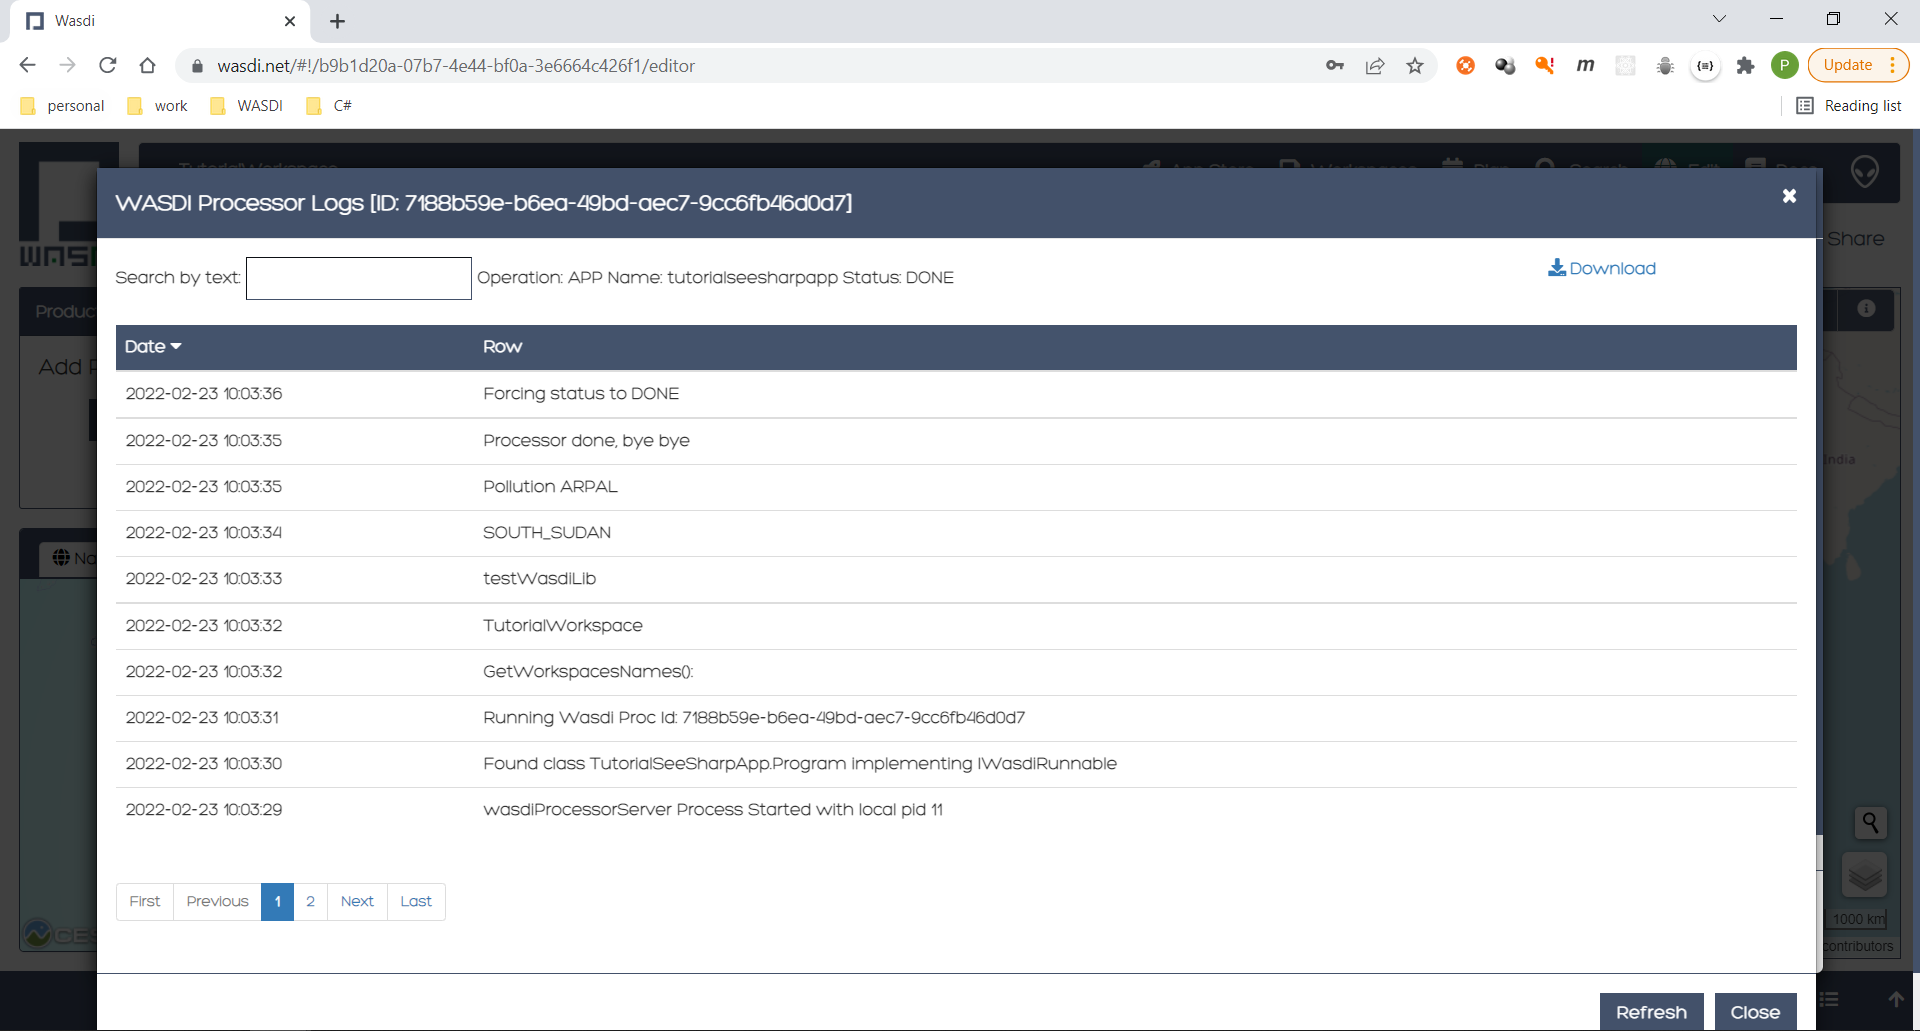 Wasdi
wasdi.net/#!/b9b1d20a-07b7-4e44-bf0a-3e6664c426f1/editor
m
P
Update
personal work WASDI C#
Reading list
WASDI Processor Logs [ID: 7188b59e-b6ea-49bd-aec7-9cc6fb46d0d7]
Share
Search by text: Operation: APP Name: tutorialseesharpapp Status: DONE
Download
Produc
Add P
Date Row
2022-02-23 10:03:36 Forcing status to DONE
2022-02-23 10:03:35 Processor done, bye bye
2022-02-23 10:03:35 Pollution ARPAL
India
2022-02-23 10:03:34 SOUTH_SUDAN
Na
2022-02-23 10:03:33 testWasdiLib
2022-02-23 10:03:32 TutorialWorkspace
2022-02-23 10:03:32 GetWorkspacesNames():
2022-02-23 10:03:31 Running Wasdi Proc Id: 7188b59e-b6ea-49bd-aec7-9cc6fb46d0d7
2022-02-23 10:03:30 Found class TutorialSeeSharpApp.Program implementing IWasdiRunnable
2022-02-23 10:03:29 wasdiProcessorServer Process Started with local pid 11
First Previous 1 2 Next Last
1000 km
contributors
Refresh Close